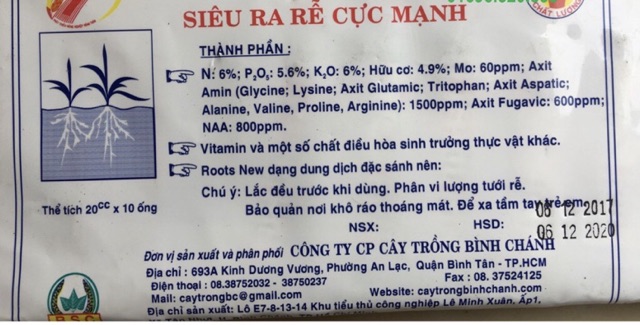 SIÊU RA RỄ CỰC MẠNH
CHẤT LƯỢNG
THÀNH PHẦN :
N: 6%; P₂O₅: 5.6%; K₂O: 6%; Hữu cơ: 4.9%; Mo: 60ppm; Axit
Amin (Glycine; Lysine; Axit Glutamic; Tritophan; Axit Aspatic;
Alanine, Valine, Proline, Arginine): 1500ppm; Axit Fugavic: 600ppm;
NAA: 800ppm.
Vitamin và một số chất điều hòa sinh trưởng thực vật khác.
Roots New dạng dung dịch đặc sánh nên:
Chú ý: Lắc đều trước khi dùng. Phân vi lượng tưới rễ.
Bảo quản nơi khô ráo thoáng mát. Để xa tầm tay trẻ em
Thể tích 20cc x 10 ống
NSX: 06 12 2017
HSD: 06 12 2020
Đơn vị sản xuất và phân phối CÔNG TY CP CÂY TRỒNG BÌNH CHÁNH
Địa chỉ : 693A Kinh Dương Vương, Phường An Lạc, Quận Bình Tân - TP.HCM
Điện thoại : 08.38752032 - 38750237 Fax : 08. 37524125
Mail: caytrongbc@gmail.com Website: caytrongbinhchanh.com
Địa chỉ sản xuất: Lô E7-8-13-14 Khu tiểu thủ công nghiệp Lê Minh Xuân, Ấp1,
BSC